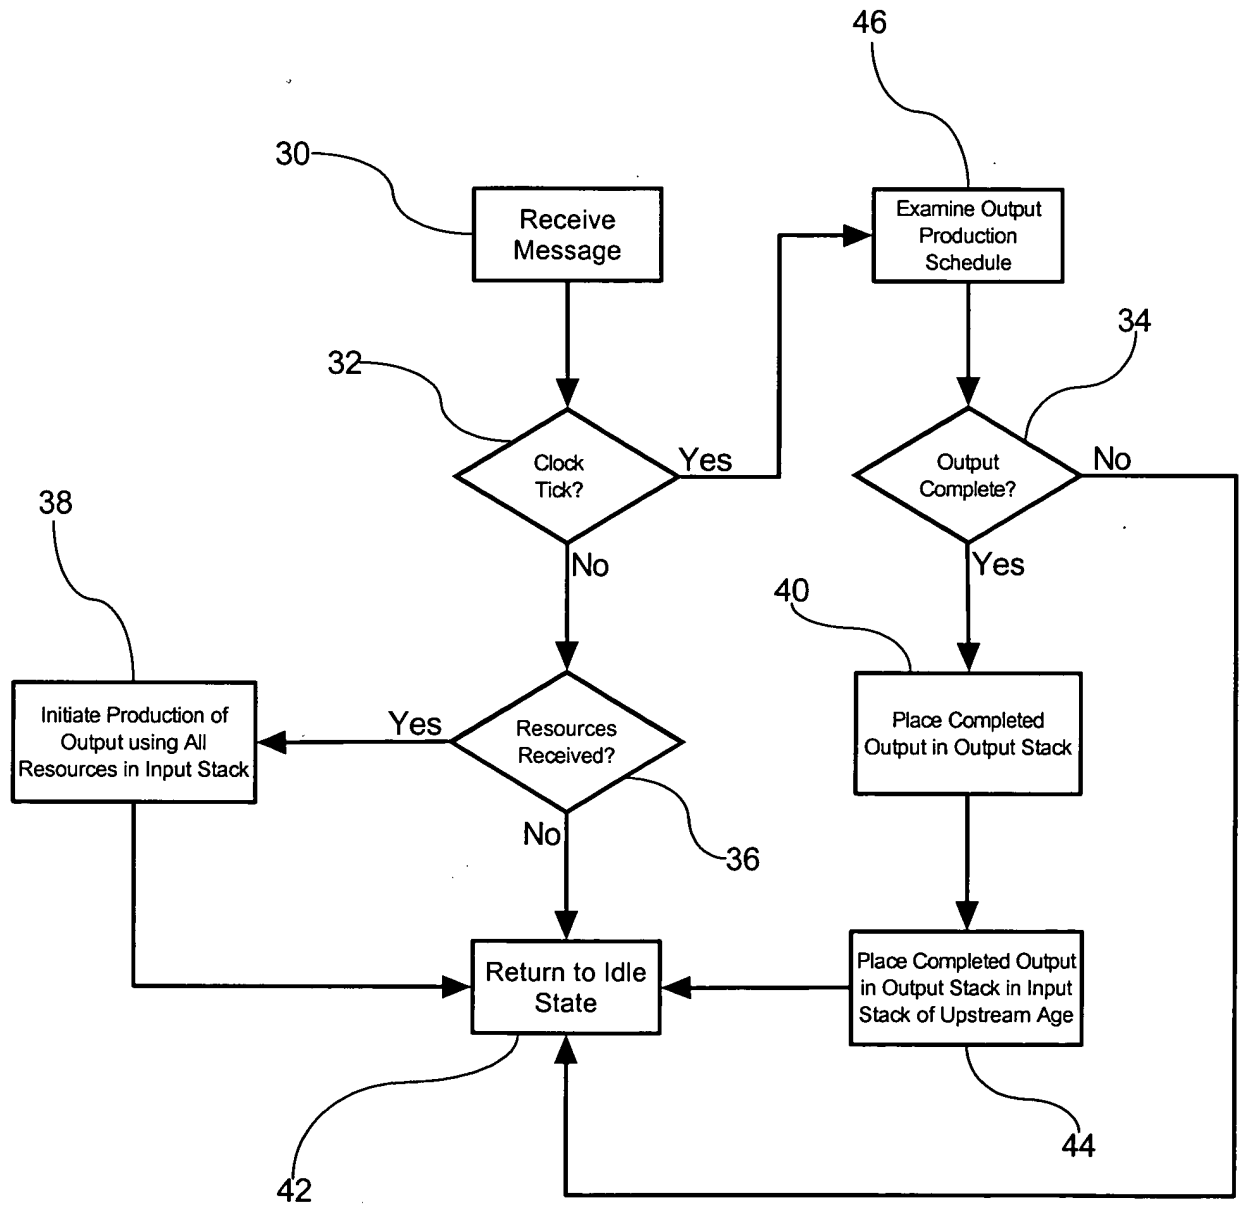 46
30
Receive
Message
Examine Output
Production
Schedule
34
32
Clock
Tick?
Yes
Output
Complete?
No
38
No
Yes
40
Initiate Production of
Output using All
Resources in Input Stack
Yes
Resources
Received?
Place Completed
Output in Output Stack
No
36
Return to Idle
State
Place Completed Output
in Output Stack in Input
Stack of Upstream Age
42
44